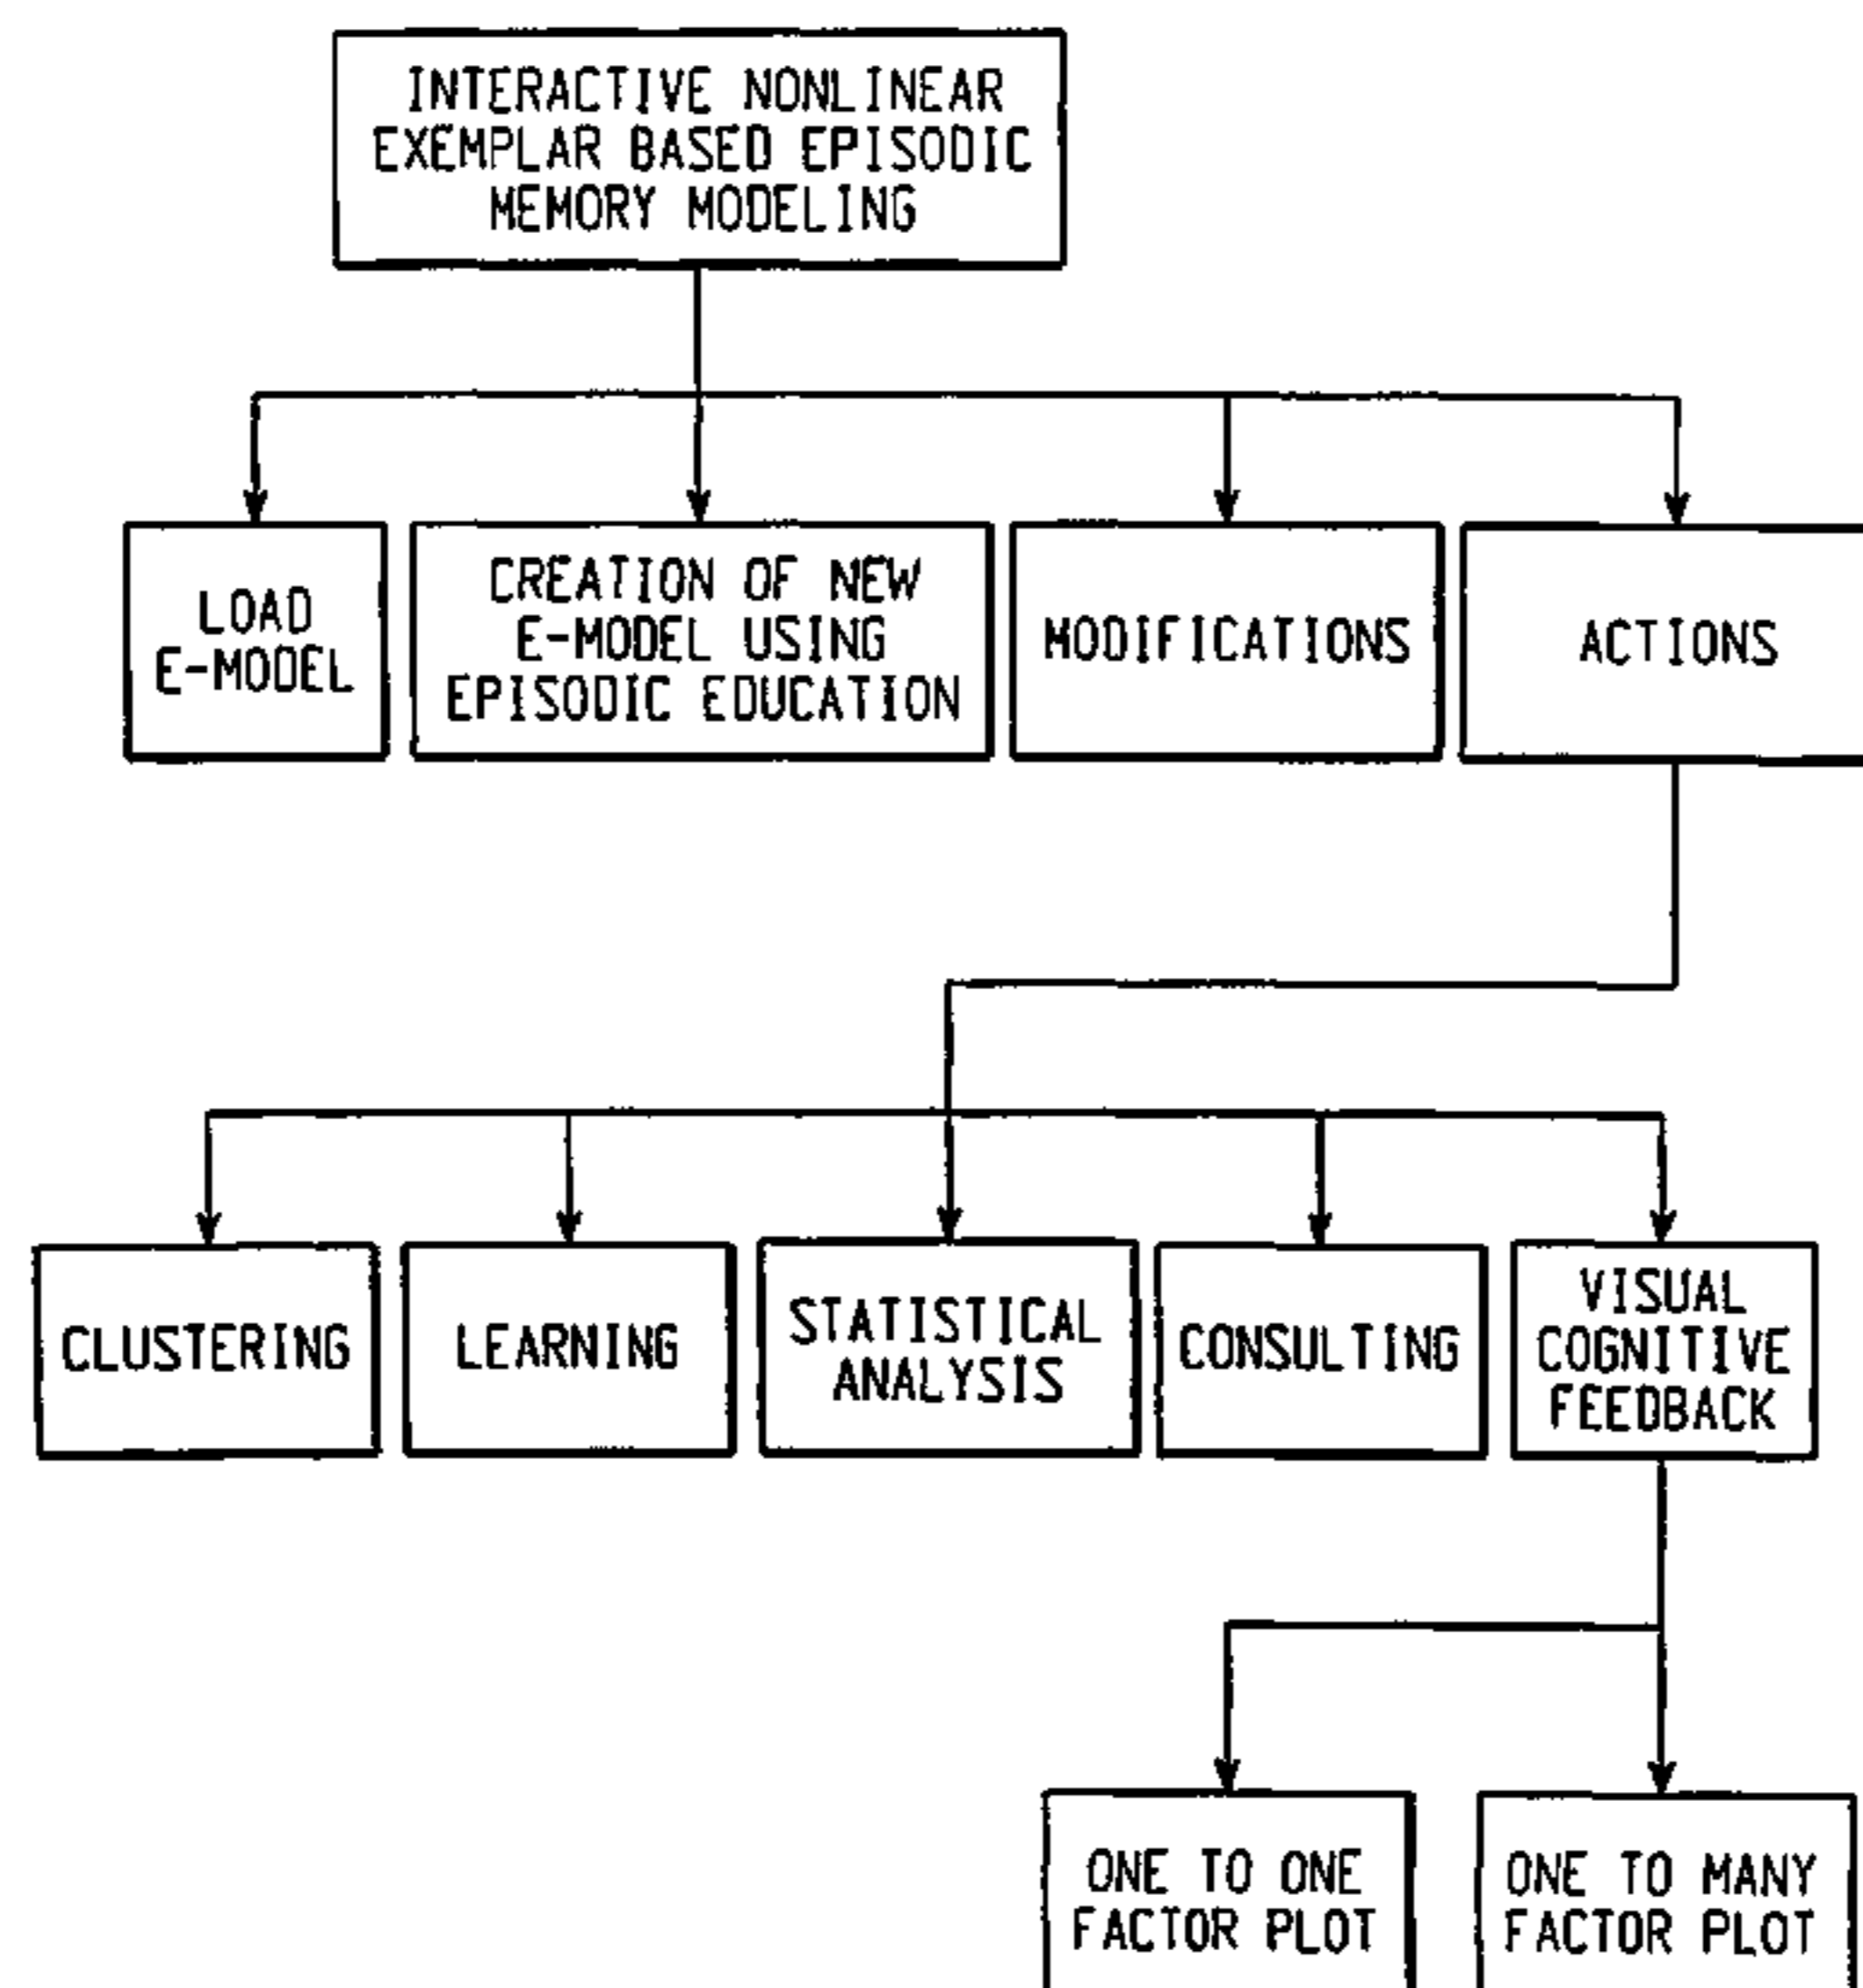 INTERACTIVE NONLINEAR
EXEMPLAR BASED EPISODIC
MEMORY MODELING
LOAD
E-MODEL
CREATION OF NEW
E-MODEL USING
EPISODIC EDUCATION
MODIFICATIONS
ACTIONS
CLUSTERING
LEARNING
STATISTICAL
ANALYSIS
CONSULTING
VISUAL
COGNITIVE
FEEDBACK
ONE TO ONE
FACTOR PLOT
ONE TO MANY
FACTOR PLOT